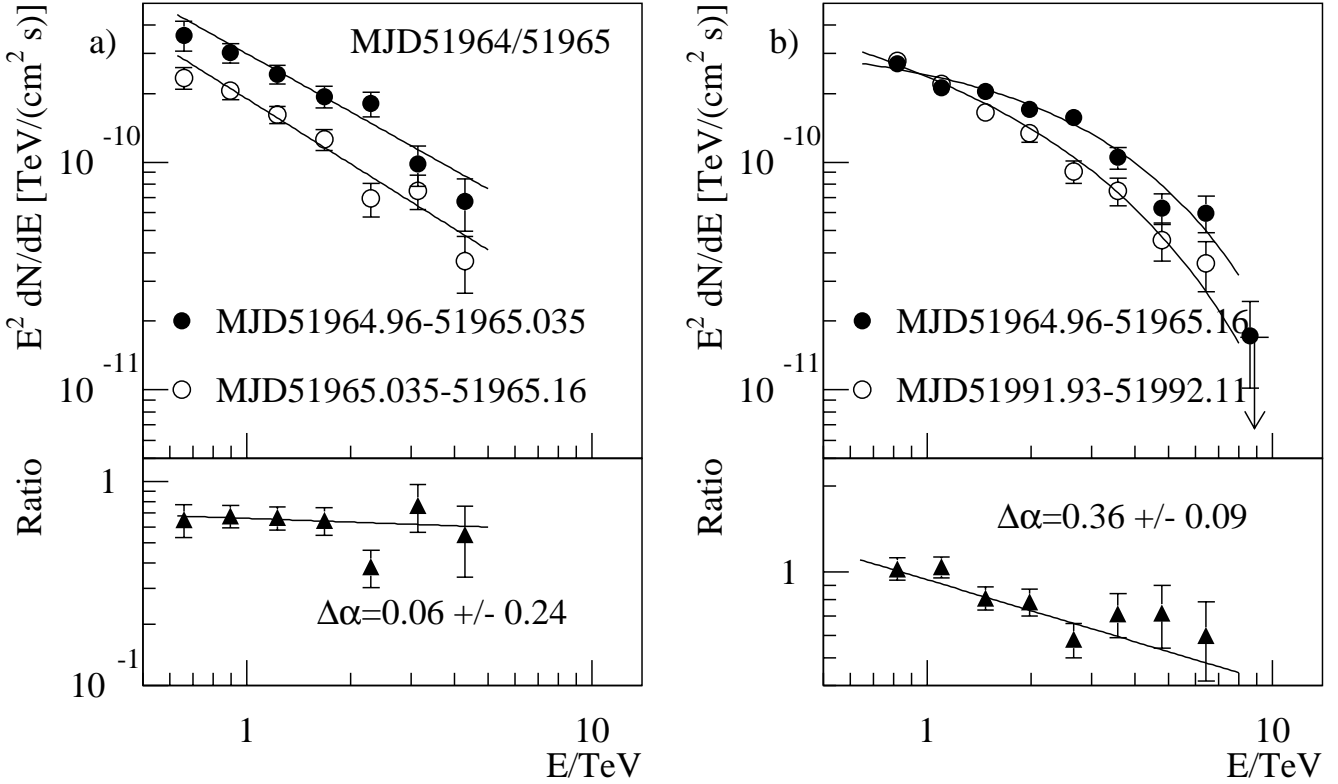 a)
MJD51964/51965
E² dN/dE [TeV/(cm² s)]
10⁻¹⁰
10⁻¹¹
MJD51964.96-51965.035
MJD51965.035-51965.16
Ratio
1
10⁻¹
Δα=0.06 +/- 0.24
1
10
E/TeV
b)
E² dN/dE [TeV/(cm² s)]
10⁻¹⁰
10⁻¹¹
MJD51964.96-51965.16
MJD51991.93-51992.11
Ratio
1
Δα=0.36 +/- 0.09
1
10
E/TeV